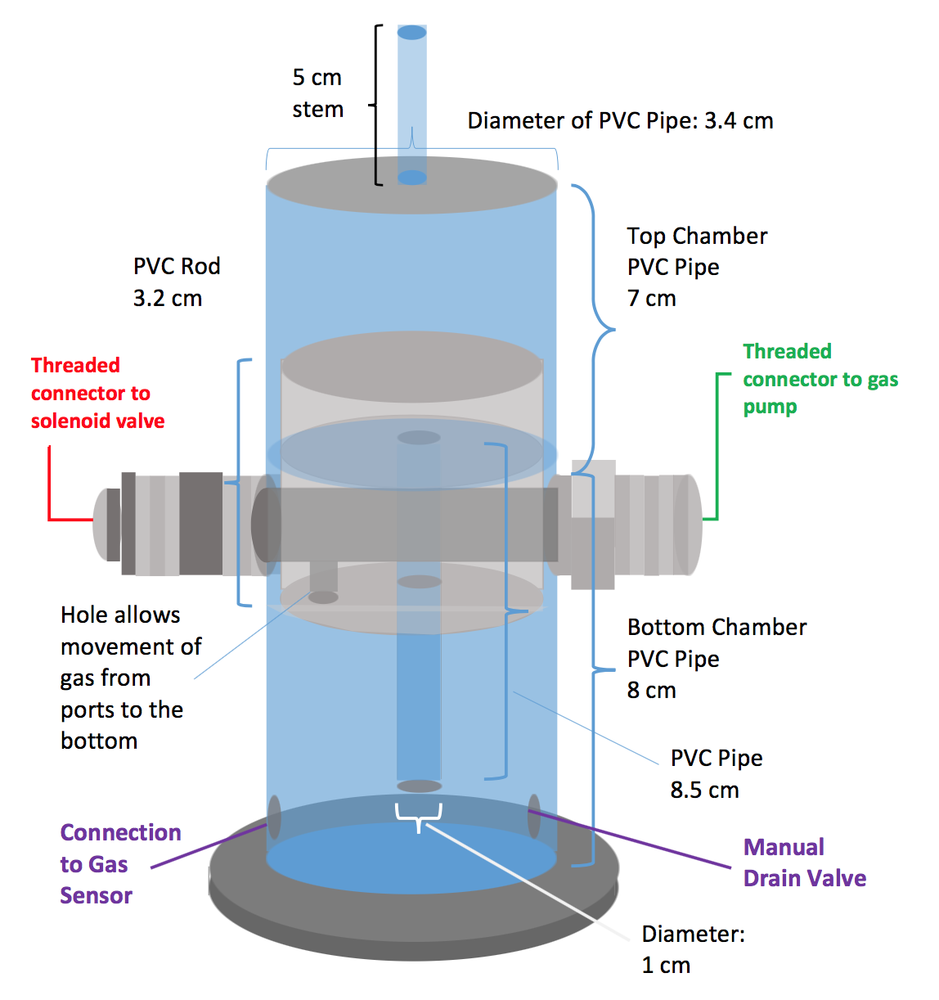 5 cm
stem
Diameter of PVC Pipe: 3.4 cm
Top Chamber
PVC Pipe
7 cm
PVC Rod
3.2 cm
Threaded
connector to
solenoid valve
Threaded
connector to gas
pump
Hole allows
movement of
gas from
ports to the
bottom
Bottom Chamber
PVC Pipe
8 cm
PVC Pipe
8.5 cm
Connection
to Gas
Sensor
Manual
Drain Valve
Diameter:
1 cm